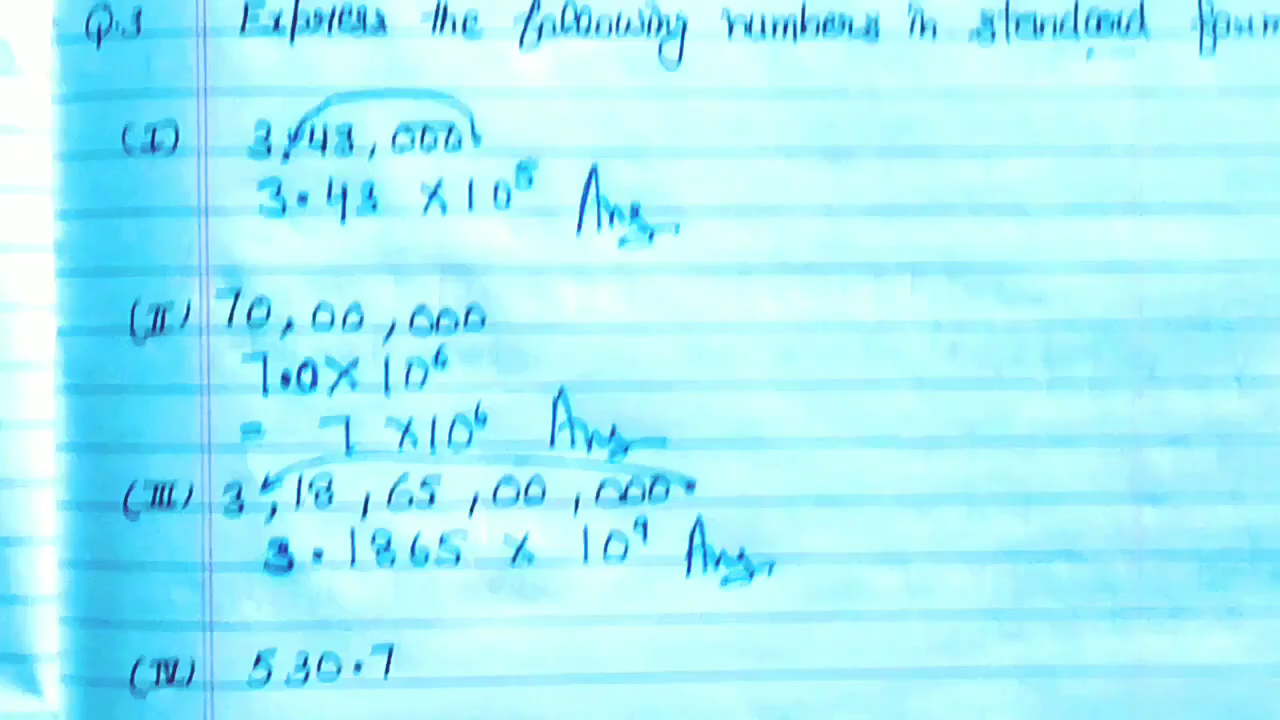 Q.3 Express the following numbers in standard form
(I) 3,43,000
3.43 × 10⁵ Ans
(II) 70,00,000
7.0 × 10⁶
= 7 × 10⁶ Ans
(III) 3,18,65,00,000
3.1865 × 10⁹ Ans
(IV) 530.7